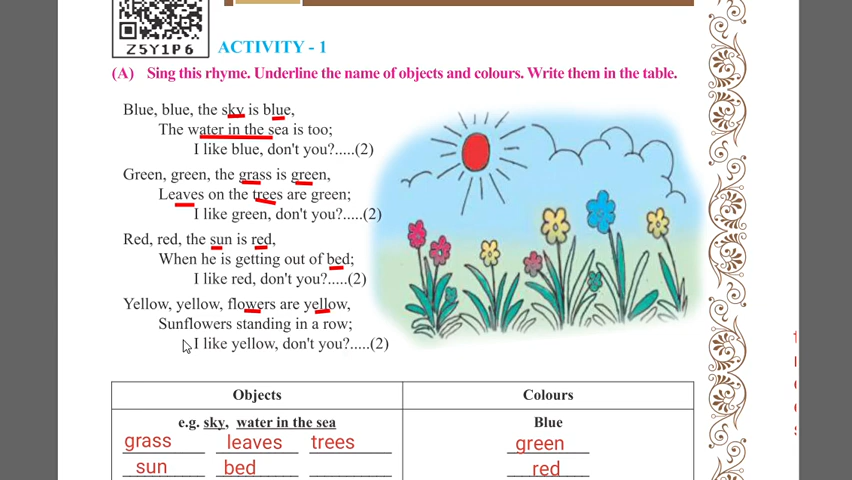 Z5Y1P6
ACTIVITY - 1
(A) Sing this rhyme. Underline the name of objects and colours. Write them in the table.
Blue, blue, the sky is blue,
The water in the sea is too;
I like blue, don't you?.....(2)
Green, green, the grass is green,
Leaves on the trees are green;
I like green, don't you?.....(2)
Red, red, the sun is red,
When he is getting out of bed;
I like red, don't you?.....(2)
Yellow, yellow, flowers are yellow,
Sunflowers standing in a row;
I like yellow, don't you?.....(2)
Objects Colours
e.g. sky, water in the sea Blue
grass leaves trees green
sun bed red